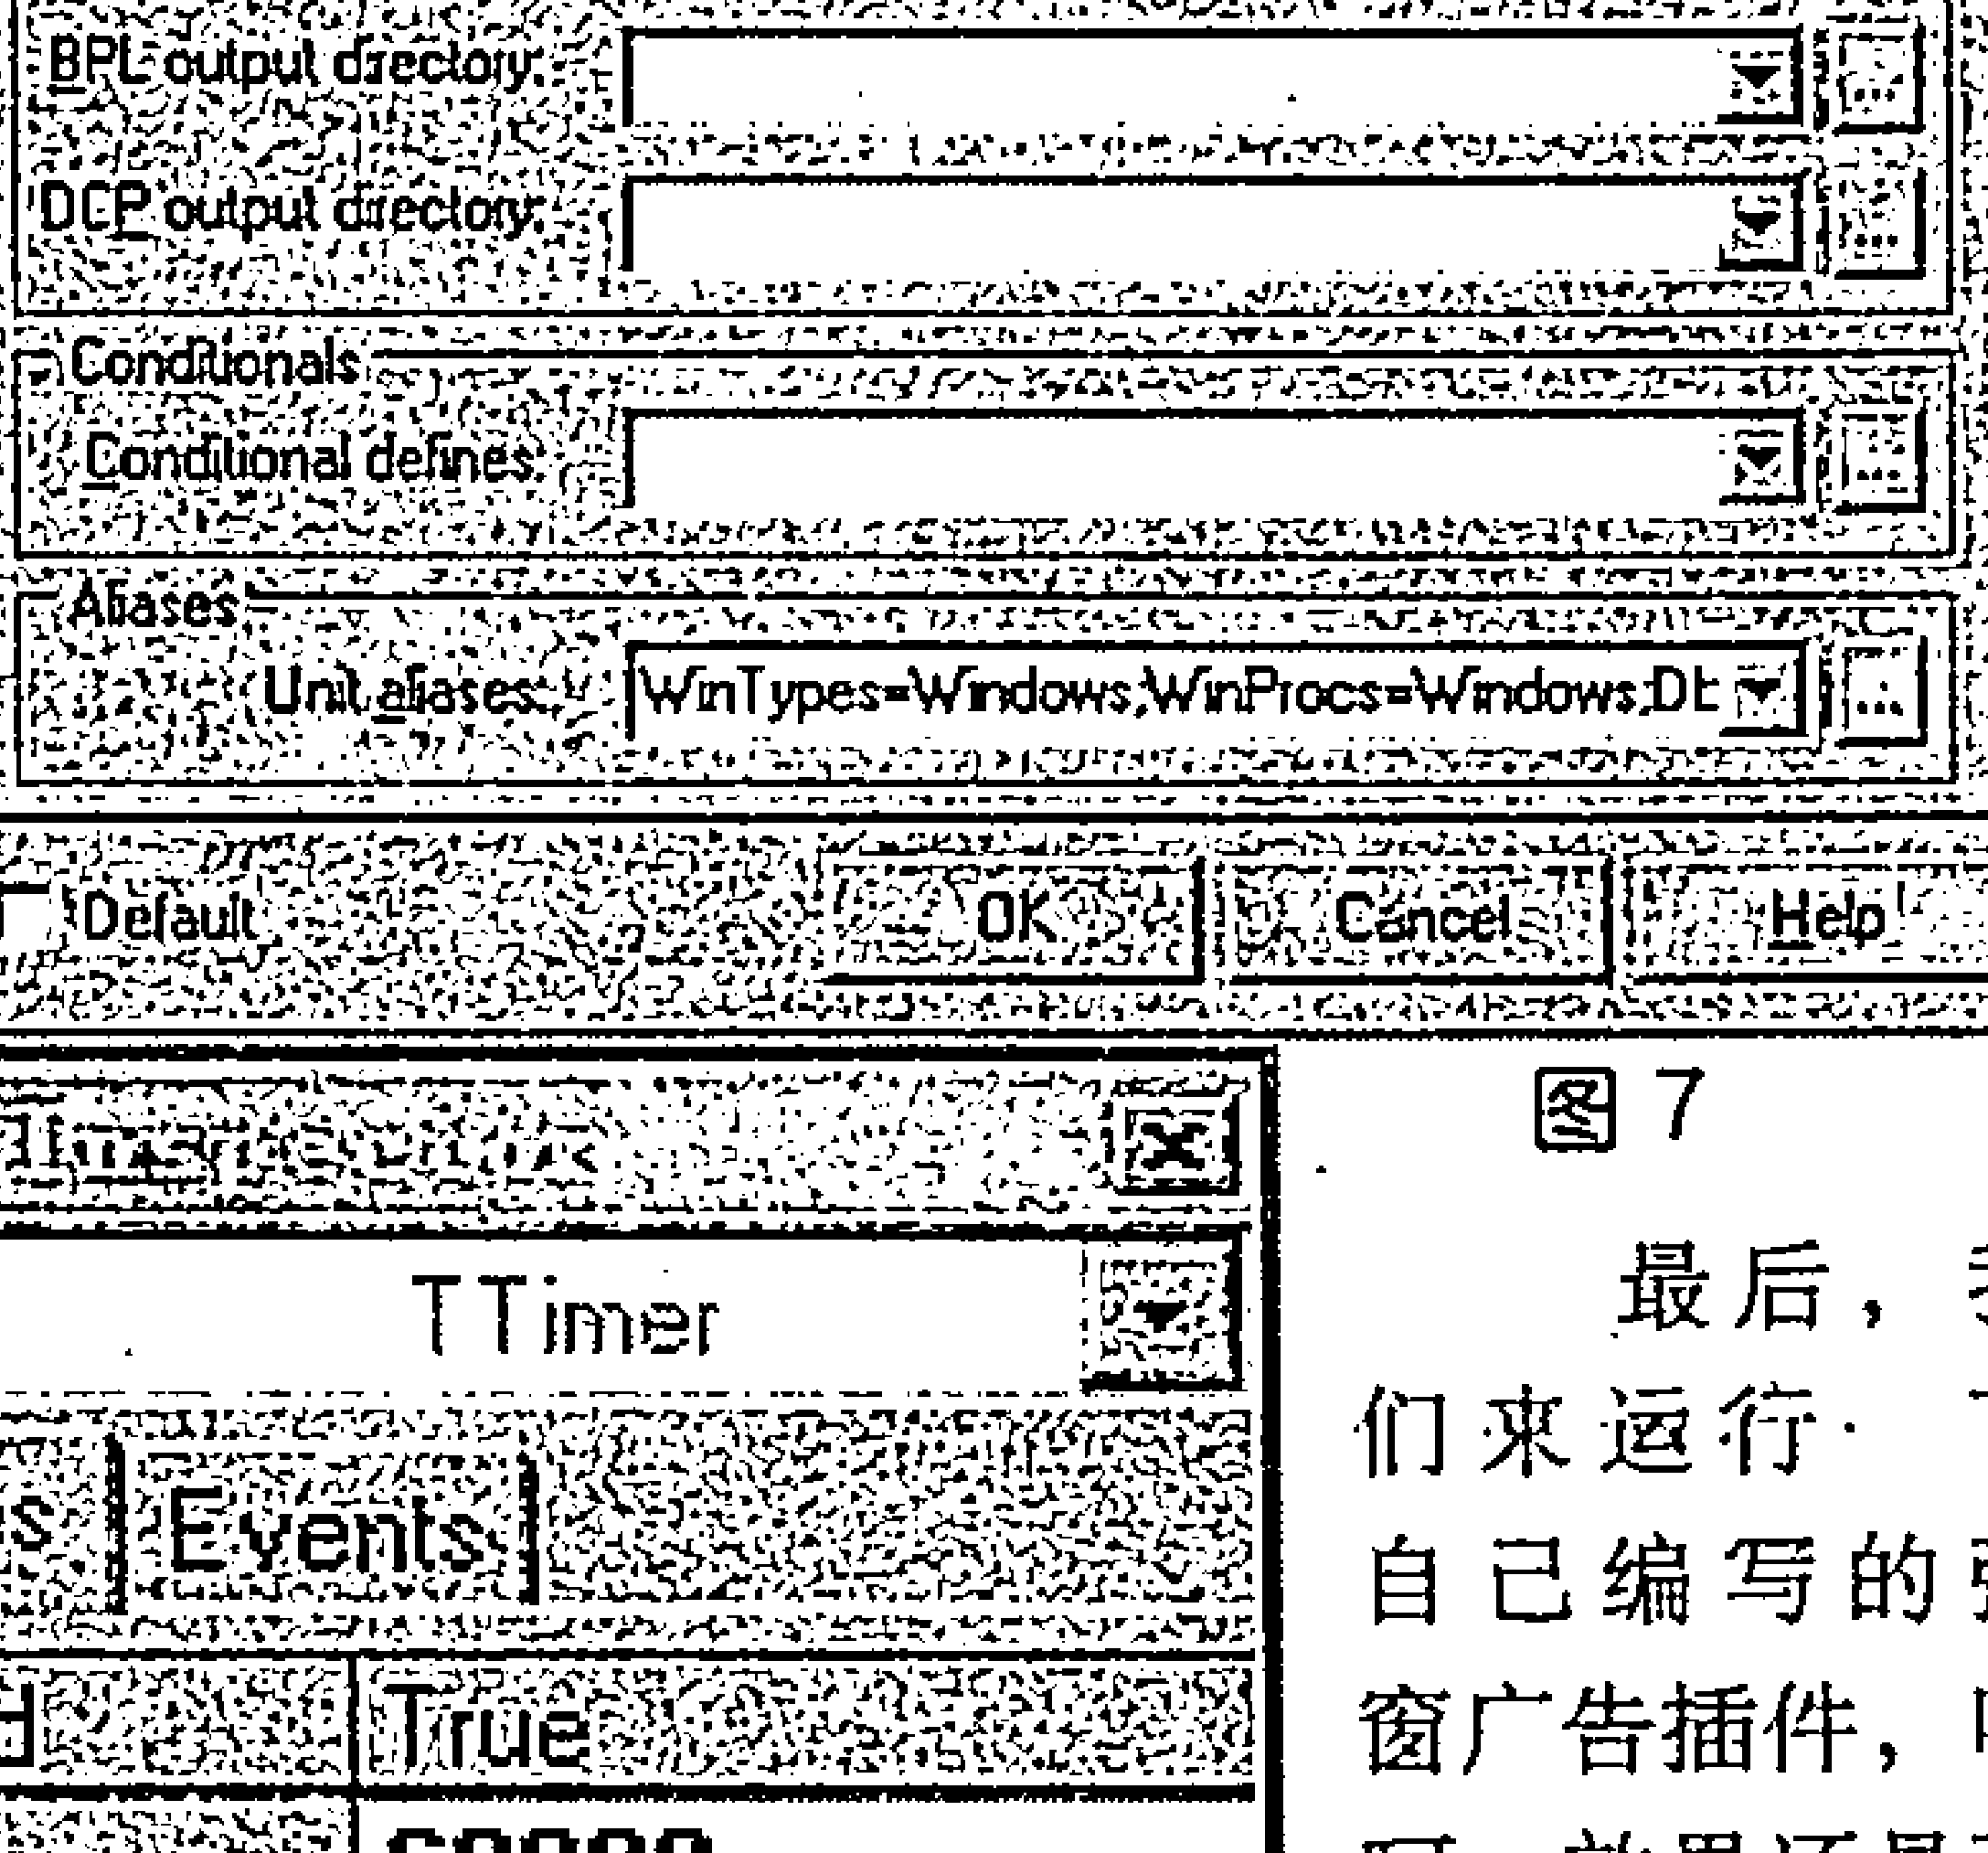 BPL output directory:
DCP output directory:
Conditionals
Conditional defines:
Aliases
Unit aliases:
WinTypes=Windows;WinProcs=Windows;
Default
OK
Cancel
Help
TTimer
Events
True
图 7
最后，
们来运行
自己编写的
窗广告插件，